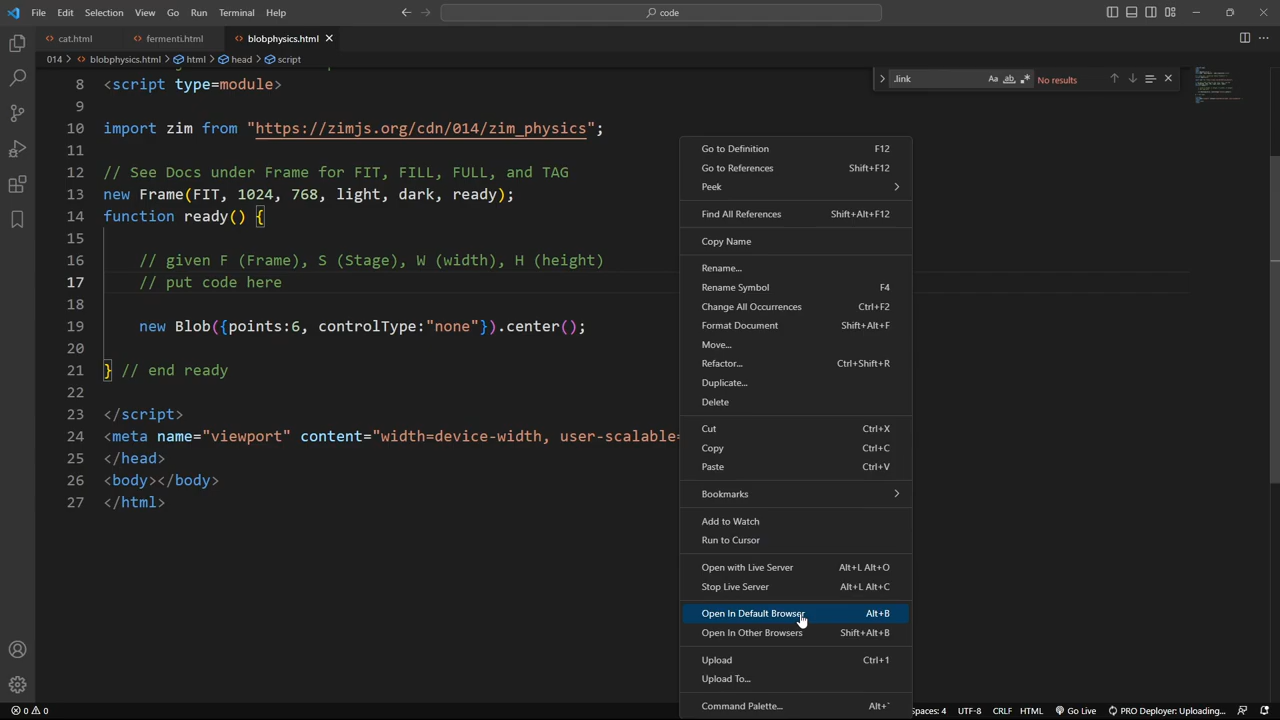 File Edit Selection View Go Run Terminal Help
code
cat.html
fermenti.html
blobphysics.html
014 > blobphysics.html > html > head > script
.link
Aa ab
No results
8 <script type=module>
9
10 import zim from "https://zimjs.org/cdn/014/zim_physics";
11
12 // See Docs under Frame for FIT, FILL, FULL, and TAG
13 new Frame(FIT, 1024, 768, light, dark, ready);
14 function ready() {
15
16 // given F (Frame), S (Stage), W (width), H (height)
17 // put code here
18
19 new Blob({points:6, controlType:"none"}).center();
20
21 } // end ready
22
23 </script>
24 <meta name="viewport" content="width=device-width, user-scalable=
25 </head>
26 <body></body>
27 </html>
Go to Definition F12
Go to References Shift+F12
Peek
Find All References Shift+Alt+F12
Copy Name
Rename...
Rename Symbol F4
Change All Occurrences Ctrl+F2
Format Document Shift+Alt+F
Move...
Refactor... Ctrl+Shift+R
Duplicate...
Delete
Cut Ctrl+X
Copy Ctrl+C
Paste Ctrl+V
Bookmarks
Add to Watch
Run to Cursor
Open with Live Server Alt+L Alt+O
Stop Live Server Alt+L Alt+C
Open In Default Browser Alt+B
Open In Other Browsers Shift+Alt+B
Upload Ctrl+1
Upload To...
Command Palette... Alt+`
0 0
Spaces: 4 UTF-8 CRLF HTML Go Live PRO Deployer: Uploading...